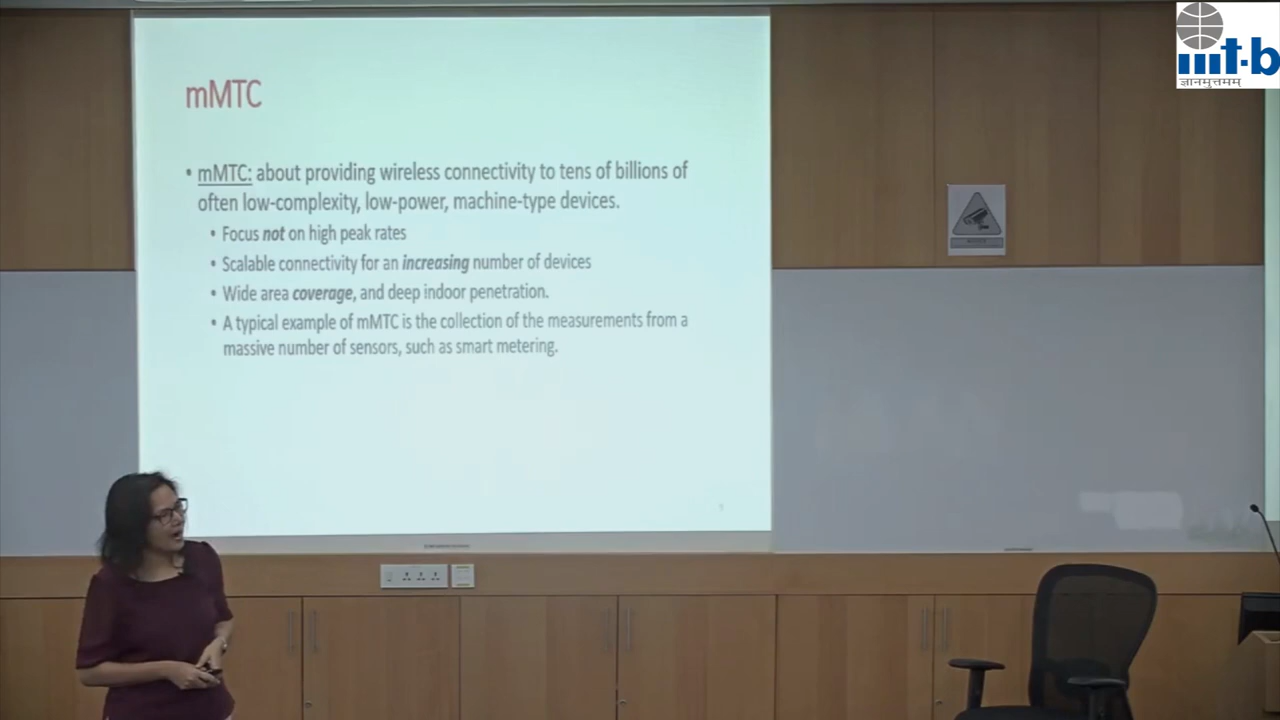 iiit-b
ज्ञानमुत्तमम्
mMTC
• mMTC: about providing wireless connectivity to tens of billions of
often low-complexity, low-power, machine-type devices.
• Focus not on high peak rates
• Scalable connectivity for an increasing number of devices
• Wide area coverage, and deep indoor penetration.
• A typical example of mMTC is the collection of the measurements from a
massive number of sensors, such as smart metering.